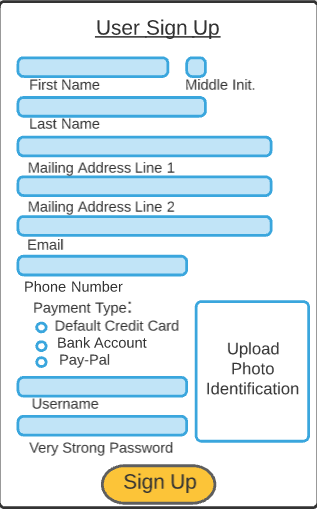 User Sign Up
First Name
Middle Init.
Last Name
Mailing Address Line 1
Mailing Address Line 2
Email
Phone Number
Payment Type:
Default Credit Card
Bank Account
Pay-Pal
Upload
Photo
Identification
Username
Very Strong Password
Sign Up